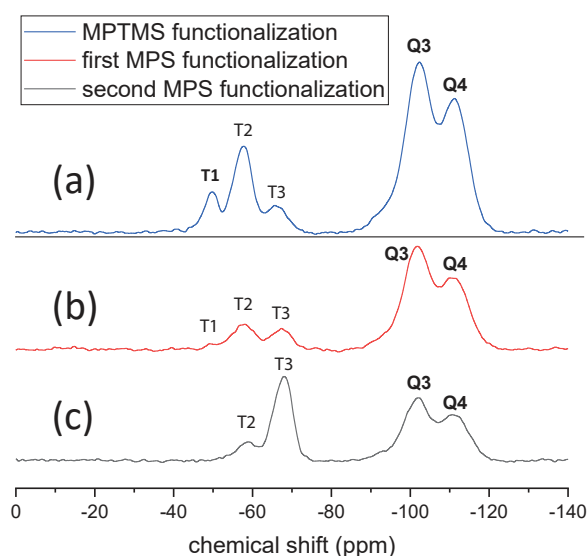 MPTMS functionalization
first MPS functionalization
second MPS functionalization
Q3
Q4
(a)
T1
T2
T3
(b)
T1
T2
T3
Q3
Q4
(c)
T2
T3
Q3
Q4
0 -20 -40 -60 -80 -100 -120 -140
chemical shift (ppm)